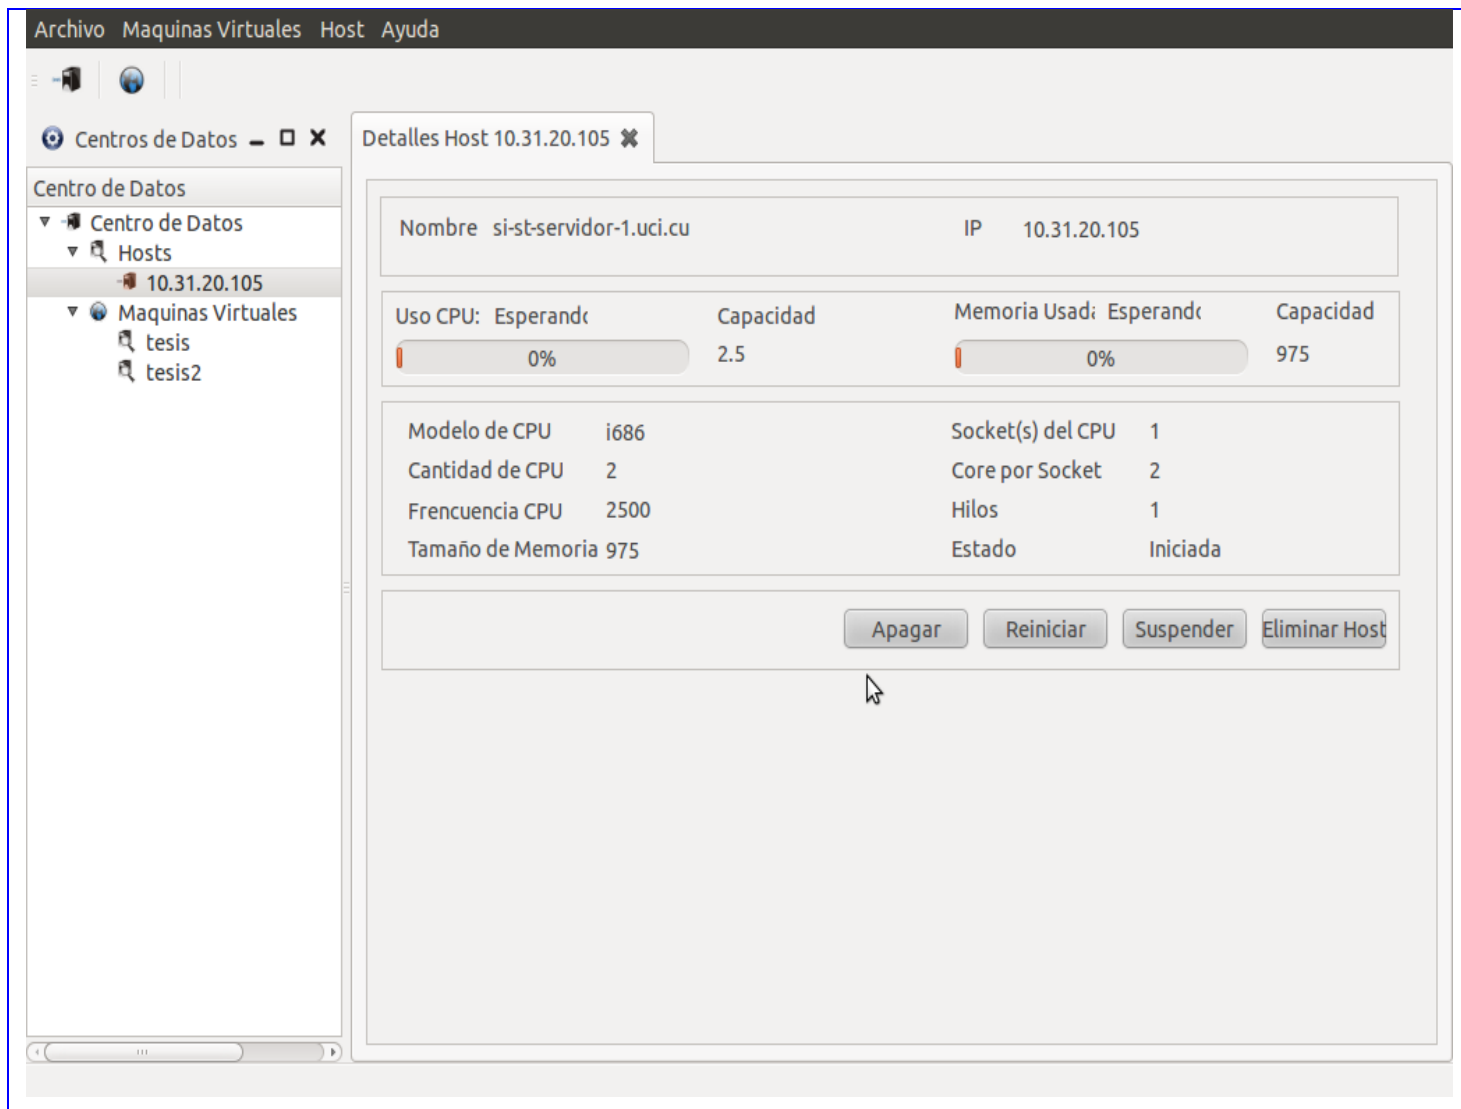 Archivo Maquinas Virtuales Host Ayuda
Centros de Datos
Detalles Host 10.31.20.105
Centro de Datos
Centro de Datos
Hosts
10.31.20.105
Maquinas Virtuales
tesis
tesis2
Nombre si-st-servidor-1.uci.cu IP 10.31.20.105
Uso CPU: Esperando Capacidad Memoria Usada Esperando Capacidad
0% 2.5 0% 975
Modelo de CPU i686 Socket(s) del CPU 1
Cantidad de CPU 2 Core por Socket 2
Frencuencia CPU 2500 Hilos 1
Tamaño de Memoria 975 Estado Iniciada
Apagar Reiniciar Suspender Eliminar Host